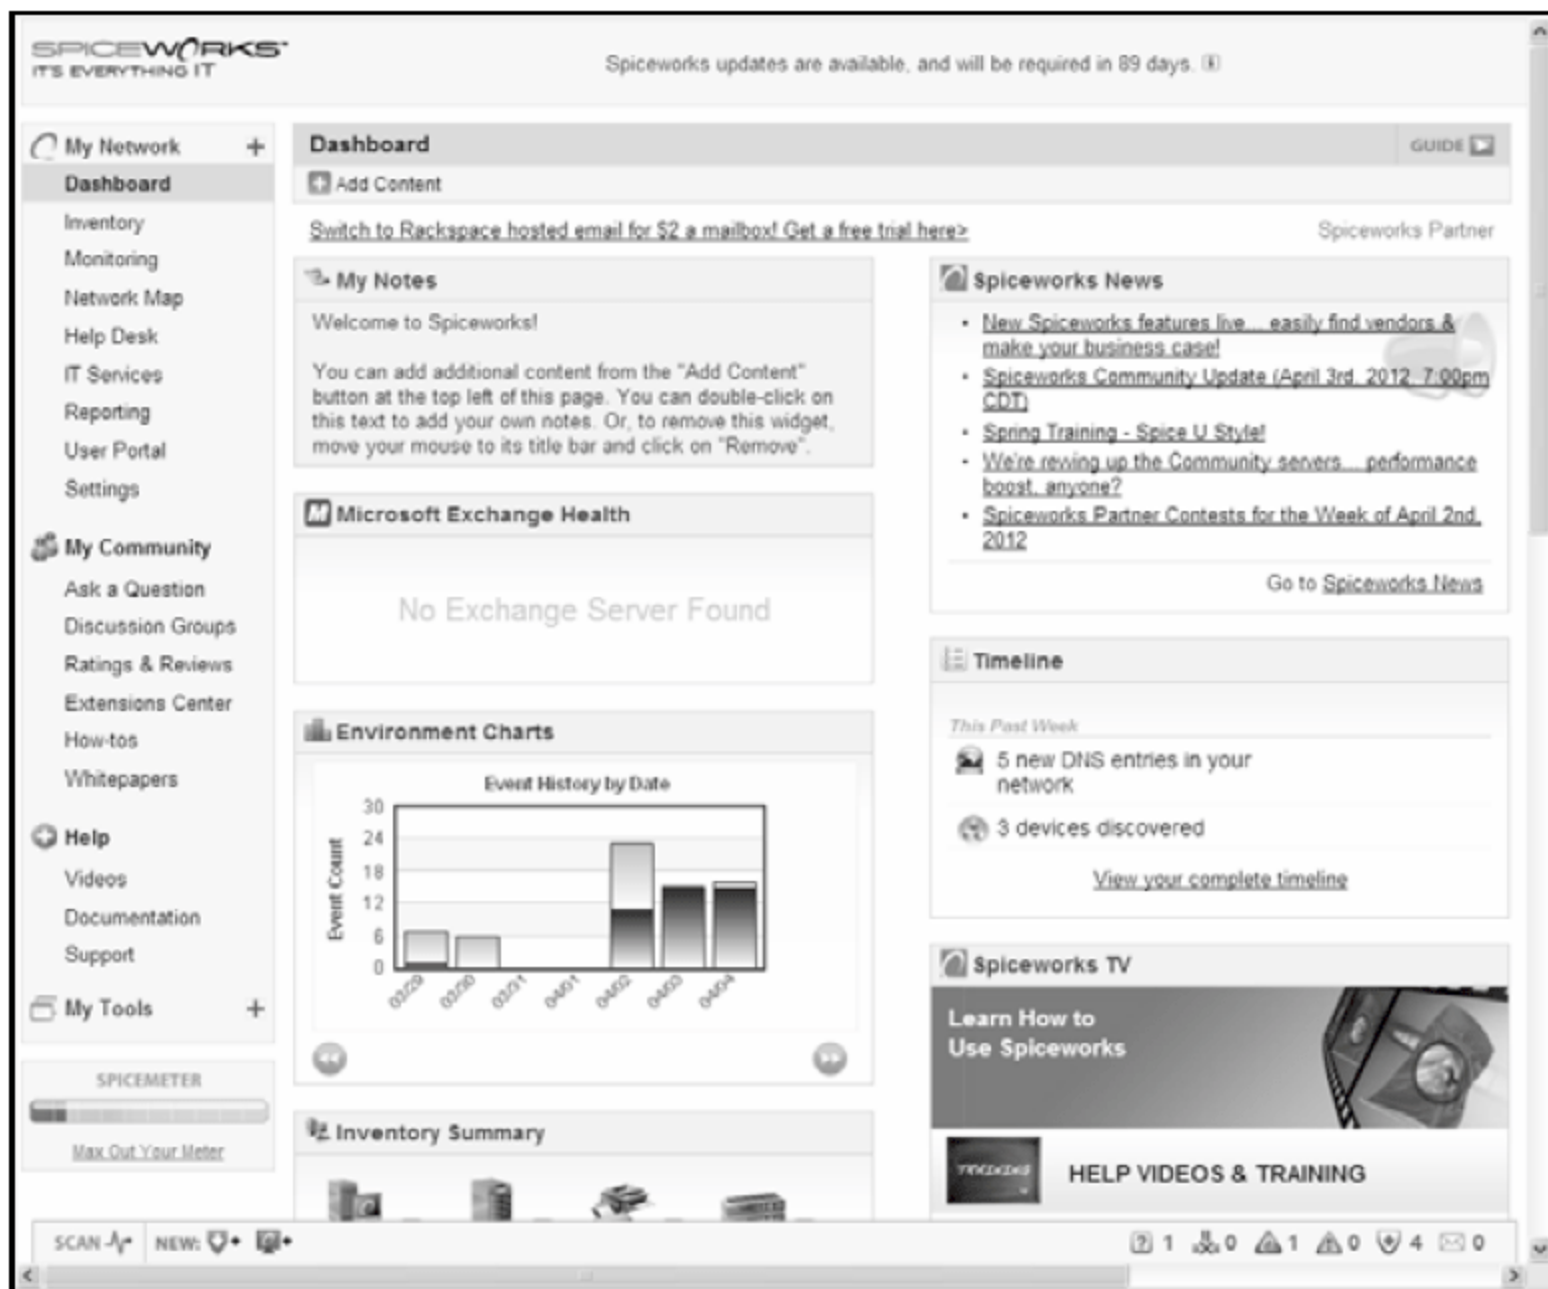 SPICEWORKS
IT'S EVERYTHING IT
Spiceworks updates are available, and will be required in 89 days.
My Network +
Dashboard
Inventory
Monitoring
Network Map
Help Desk
IT Services
Reporting
User Portal
Settings
My Community
Ask a Question
Discussion Groups
Ratings & Reviews
Extensions Center
How-tos
Whitepapers
Help
Videos
Documentation
Support
My Tools +
SPICEMETER
Max Out Your Meter
Dashboard
GUIDE
Add Content
Switch to Rackspace hosted email for $2 a mailbox! Get a free trial here>
Spiceworks Partner
My Notes
Welcome to Spiceworks!
You can add additional content from the "Add Content"
button at the top left of this page. You can double-click on
this text to add your own notes. Or, to remove this widget,
move your mouse to its title bar and click on "Remove".
Microsoft Exchange Health
No Exchange Server Found
Environment Charts
Event History by Date
Event Count
30
24
18
12
6
0
03/29
03/30
03/31
04/01
04/02
04/03
04/04
Inventory Summary
Spiceworks News
New Spiceworks features live... easily find vendors &
make your business case!
Spiceworks Community Update (April 3rd, 2012, 7:00pm
CDT)
Spring Training - Spice U Style!
We're revving up the Community servers... performance
boost, anyone?
Spiceworks Partner Contests for the Week of April 2nd,
2012
Go to Spiceworks News
Timeline
This Past Week
5 new DNS entries in your
network
3 devices discovered
View your complete timeline
Spiceworks TV
Learn How to
Use Spiceworks
TRAINING
HELP VIDEOS & TRAINING
SCAN
NEW:
? 1
0
1
0
4
0